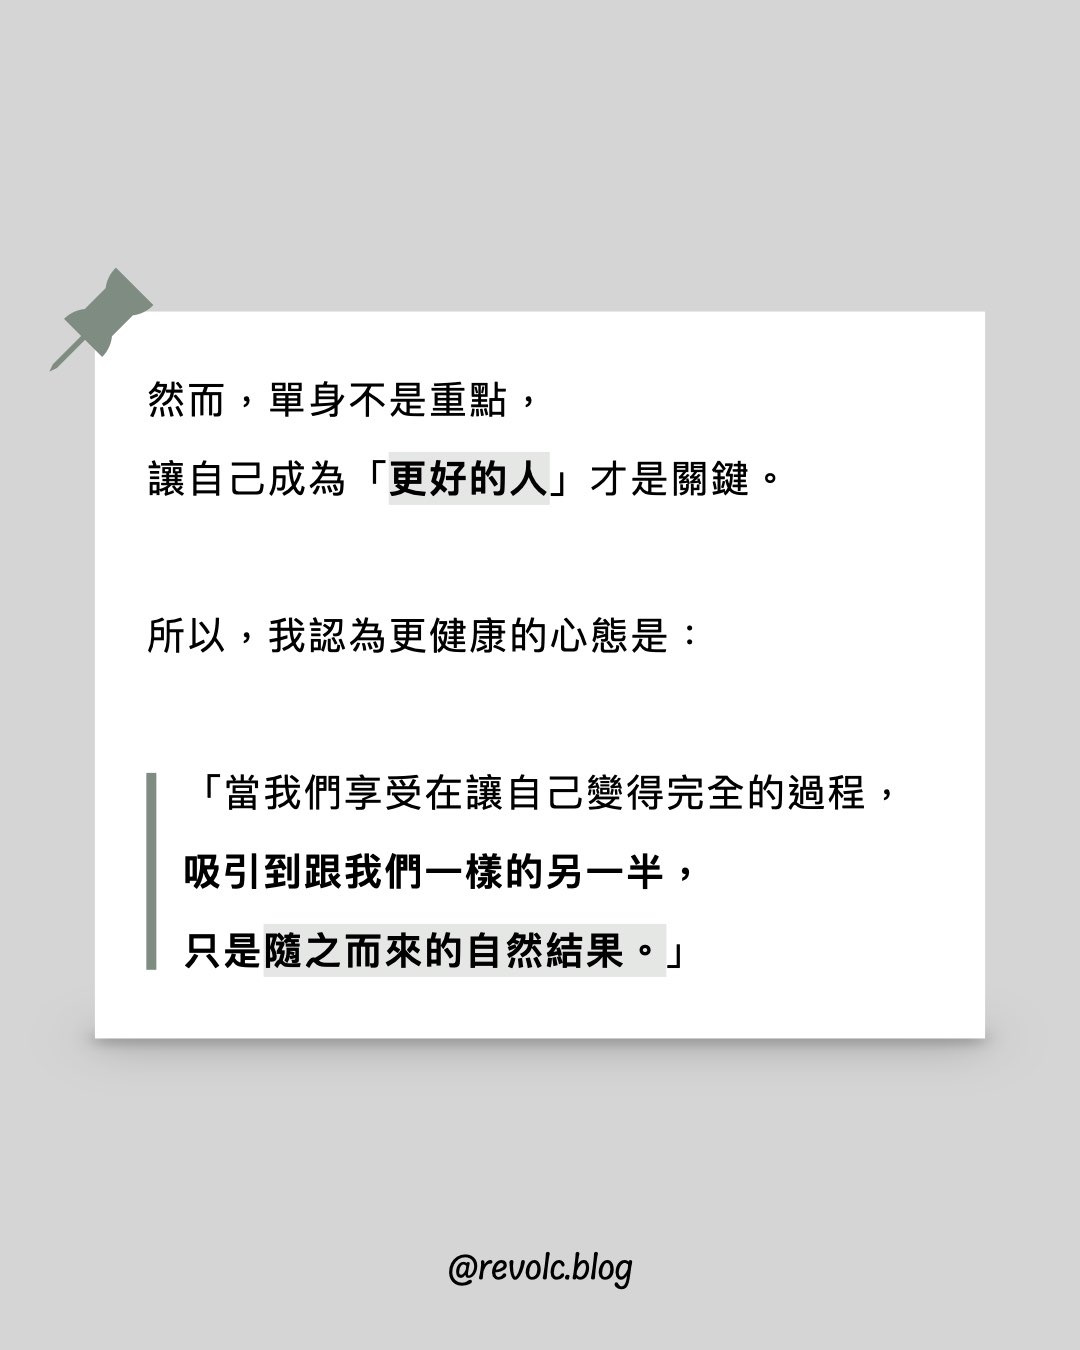 然而，單身不是重點，
讓自己成為「更好的人」才是關鍵。
所以，我認為更健康的心態是：
「當我們享受在讓自己變得完全的過程，
吸引到跟我們一樣的另一半，
只是隨之而來的自然結果。」
@revolc.blog